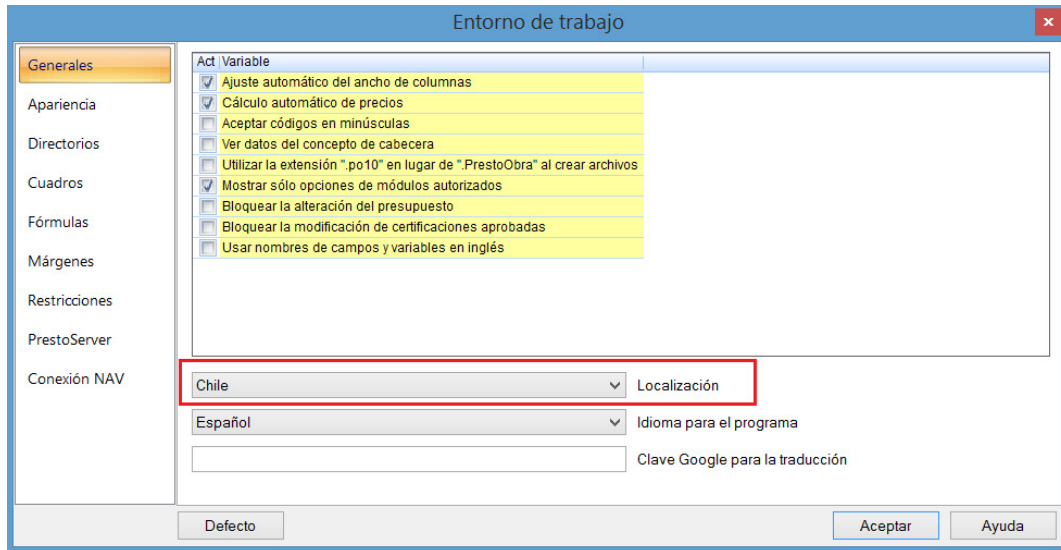 Entorno de trabajo
x
Generales
Apariencia
Directorios
Cuadros
Fórmulas
Márgenes
Restricciones
PrestoServer
Conexión NAV
Act Variable
Ajuste automático del ancho de columnas
Cálculo automático de precios
Aceptar códigos en minúsculas
Ver datos del concepto de cabecera
Utilizar la extensión ".po10" en lugar de ".PrestoObra" al crear archivos
Mostrar sólo opciones de módulos autorizados
Bloquear la alteración del presupuesto
Bloquear la modificación de certificaciones aprobadas
Usar nombres de campos y variables en inglés
Chile Localización
Español Idioma para el programa
Clave Google para la traducción
Defecto Aceptar Ayuda